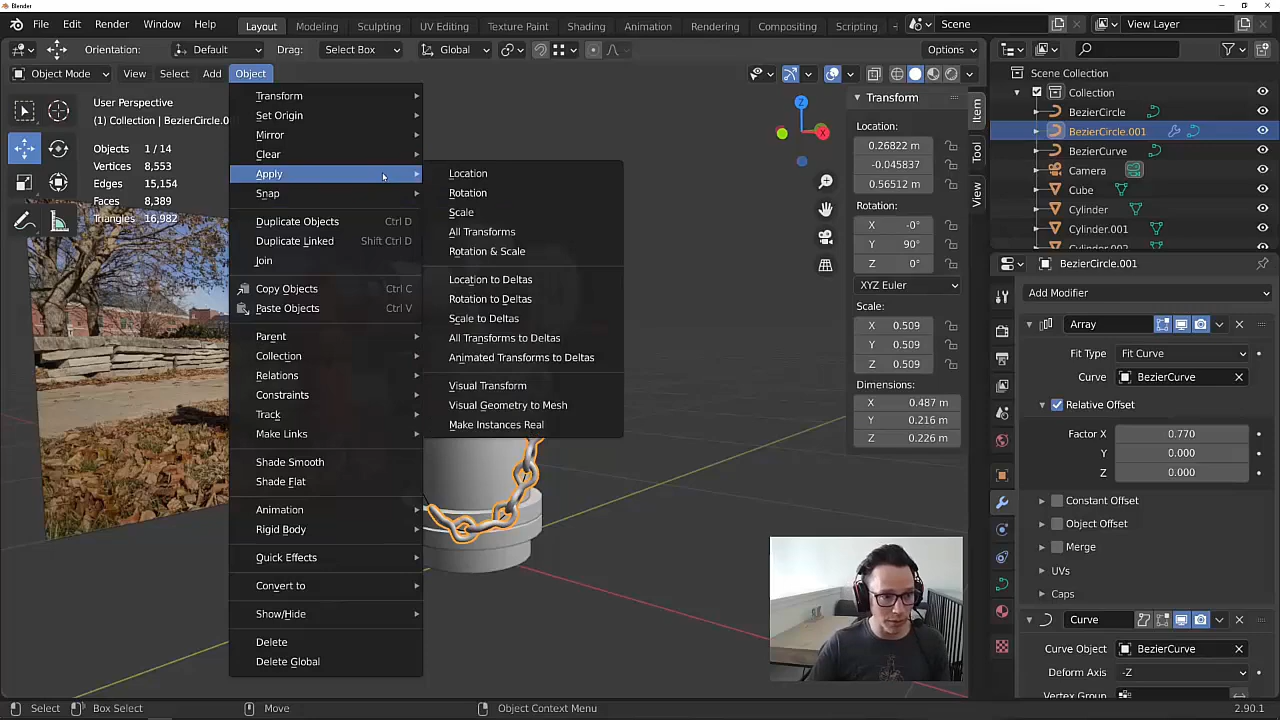 Blender
File Edit Render Window Help Layout Modeling Sculpting UV Editing Texture Paint Shading Animation Rendering Compositing Scripting Scene View Layer
Orientation: Default Drag: Select Box Global Options
Object Mode View Select Add Object
User Perspective
(1) Collection | BezierCircle.0
Objects 1 / 14
Vertices 8,553
Edges 15,154
Faces 8,389
Triangles 16,982
Transform
Set Origin
Mirror
Clear
Apply
Snap
Duplicate Objects Ctrl D
Duplicate Linked Shift Ctrl D
Join
Copy Objects Ctrl C
Paste Objects Ctrl V
Parent
Collection
Relations
Constraints
Track
Make Links
Shade Smooth
Shade Flat
Animation
Rigid Body
Quick Effects
Convert to
Show/Hide
Delete
Delete Global
Location
Rotation
Scale
All Transforms
Rotation & Scale
Location to Deltas
Rotation to Deltas
Scale to Deltas
All Transforms to Deltas
Animated Transforms to Deltas
Visual Transform
Visual Geometry to Mesh
Make Instances Real
Z
X
Transform
Location:
0.26822 m
-0.045837
0.56512 m
Rotation:
X -0°
Y 90°
Z 0°
XYZ Euler
Scale:
X 0.509
Y 0.509
Z 0.509
Dimensions:
X 0.487 m
Y 0.216 m
Z 0.226 m
Item
Tool
View
Scene Collection
Collection
BezierCircle
BezierCircle.001
BezierCurve
Camera
Cube
Cylinder
Cylinder.001
Cylinder.002
BezierCircle.001
Add Modifier
Array
Fit Type Fit Curve
Curve: BezierCurve
Relative Offset
Factor X 0.770
Y 0.000
Z 0.000
Constant Offset
Object Offset
Merge
UVs
Caps
Curve
Curve Object BezierCurve
Deform Axis -Z
Vertex Group
Select Box Select Move Object Context Menu 2.90.1